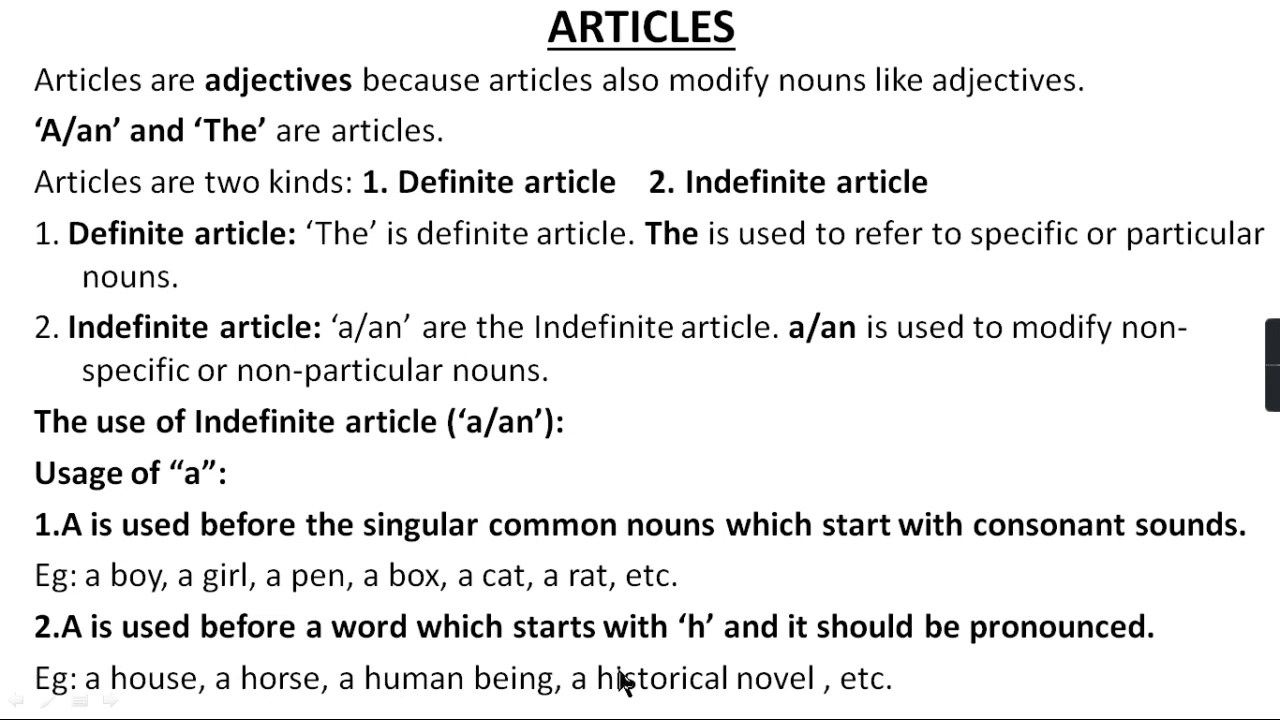 ARTICLES
Articles are adjectives because articles also modify nouns like adjectives.
‘A/an’ and ‘The’ are articles.
Articles are two kinds: 1. Definite article 2. Indefinite article
1. Definite article: ‘The’ is definite article. The is used to refer to specific or particular
nouns.
2. Indefinite article: ‘a/an’ are the Indefinite article. a/an is used to modify non-
specific or non-particular nouns.
The use of Indefinite article (‘a/an’):
Usage of “a”:
1.A is used before the singular common nouns which start with consonant sounds.
Eg: a boy, a girl, a pen, a box, a cat, a rat, etc.
2.A is used before a word which starts with ‘h’ and it should be pronounced.
Eg: a house, a horse, a human being, a historical novel , etc.